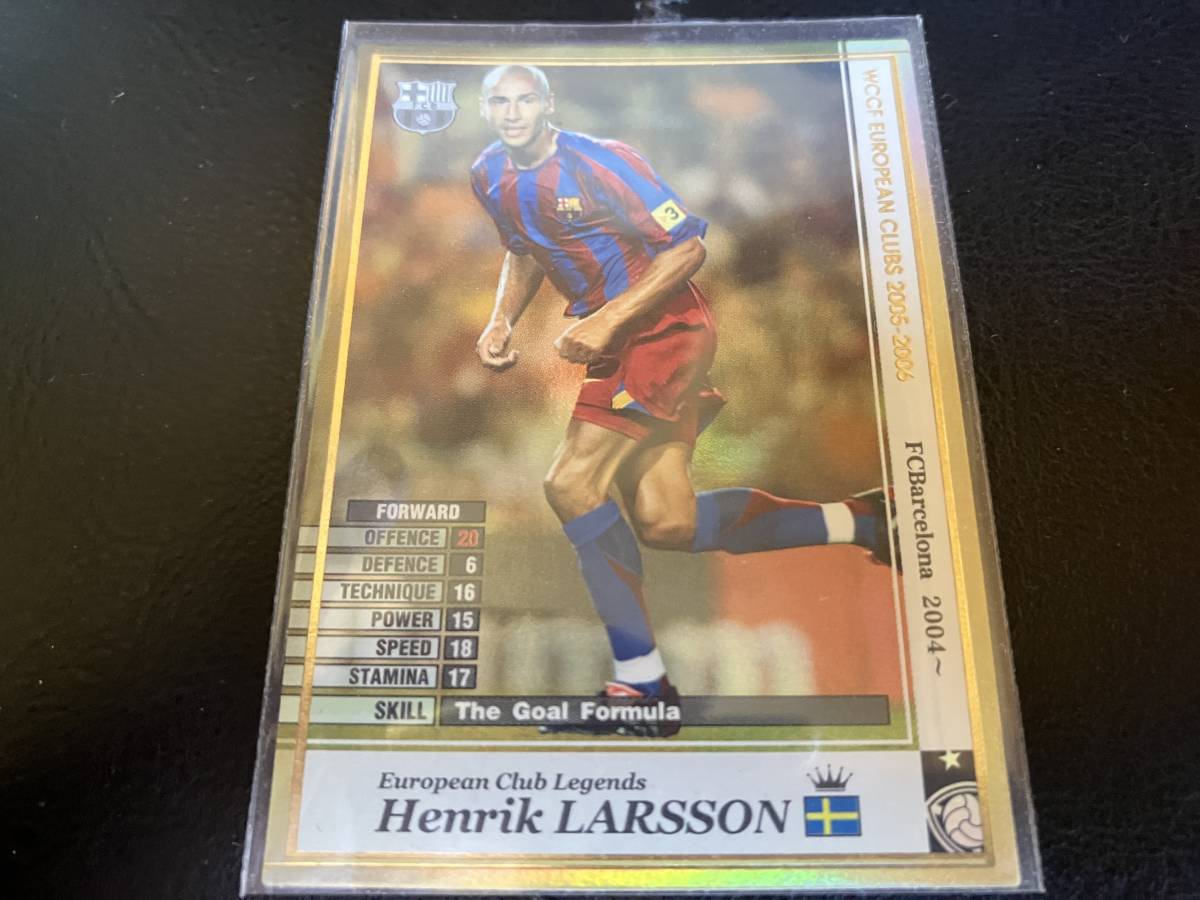 FCB
WCCF EUROPEAN CLUBS 2005-2006
FCBarcelona 2004~
3
FORWARD
OFFENCE 20
DEFENCE 6
TECHNIQUE 16
POWER 15
SPEED 18
STAMINA 17
SKILL The Goal Formula
European Club Legends
Henrik LARSSON